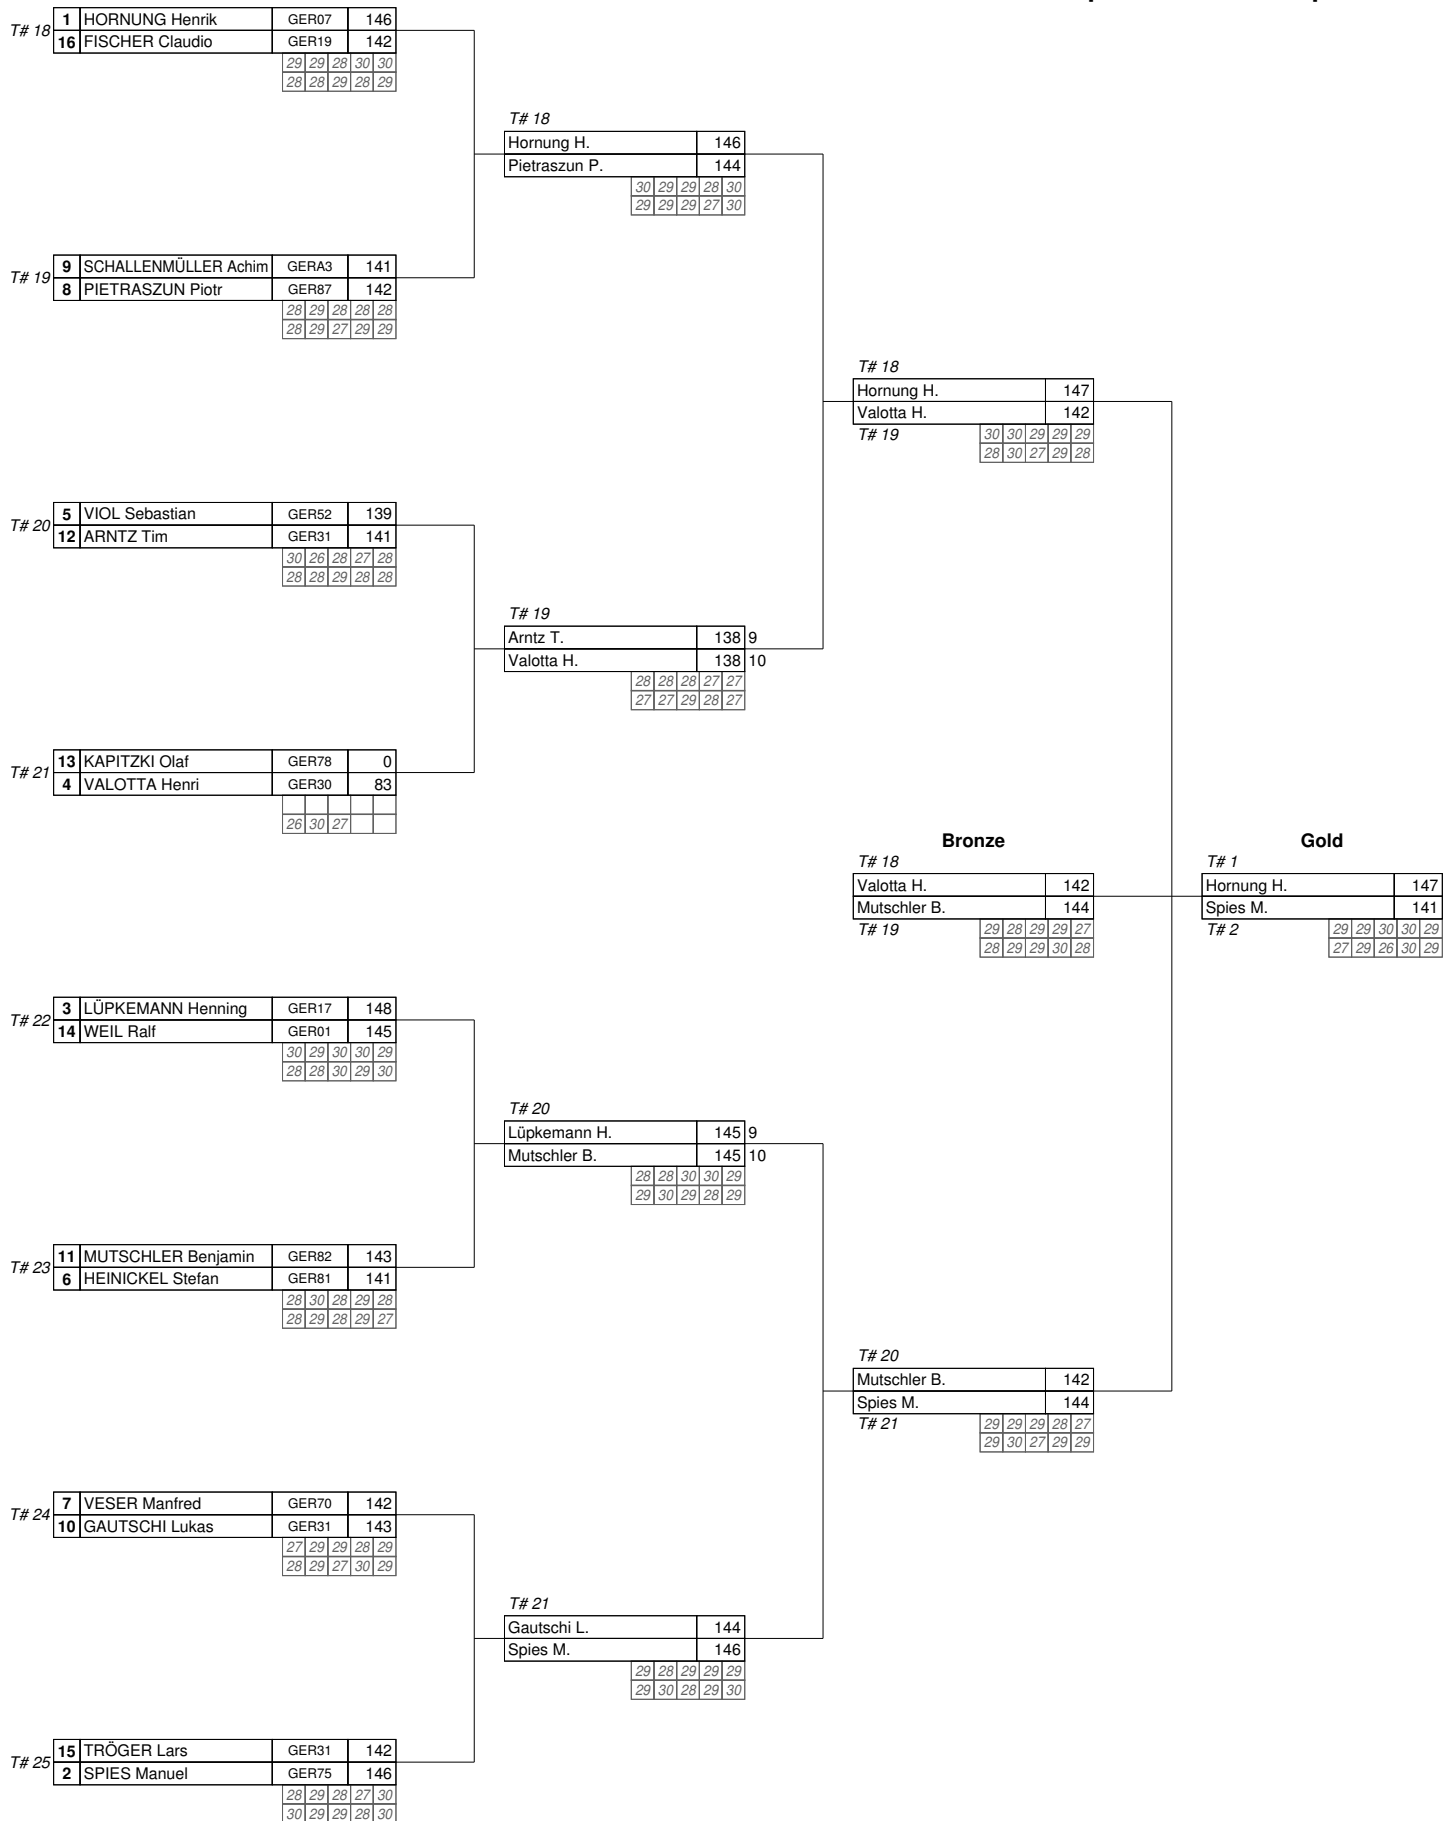 T# 18
1 HORNUNG Henrik GER07 146
16 FISCHER Claudio GER19 142
29 29 28 30 30
28 28 29 28 29
T# 18
Hornung H. 146
Pietraszun P. 144
30 29 29 28 30
29 29 29 27 30
T# 19
9 SCHALLENMÜLLER Achim GERA3 141
8 PIETRASZUN Piotr GER87 142
28 29 28 28 28
28 29 27 29 29
T# 18
Hornung H. 147
Valotta H. 142
T# 19
30 30 29 29 29
28 30 27 29 28
T# 20
5 VIOL Sebastian GER52 139
12 ARNTZ Tim GER31 141
30 26 28 27 28
28 28 29 28 28
T# 19
Arntz T. 138 9
Valotta H. 138 10
28 28 28 27 27
27 27 29 28 27
T# 21
13 KAPITZKI Olaf GER78 0
4 VALOTTA Henri GER30 83
26 30 27
Bronze
T# 18
Valotta H. 142
Mutschler B. 144
T# 19
29 28 29 29 27
28 29 29 30 28
Gold
T# 1
Hornung H. 147
Spies M. 141
T# 2
29 29 30 30 29
27 29 26 30 29
T# 22
3 LÜPKEMANN Henning GER17 148
14 WEIL Ralf GER01 145
30 29 30 30 29
28 28 30 29 30
T# 20
Lüpkemann H. 145 9
Mutschler B. 145 10
28 28 30 30 29
29 30 29 28 29
T# 23
11 MUTSCHLER Benjamin GER82 143
6 HEINICKEL Stefan GER81 141
28 30 28 29 28
28 29 28 29 27
T# 20
Mutschler B. 142
Spies M. 144
T# 21
29 29 29 28 27
29 30 27 29 29
T# 24
7 VESER Manfred GER70 142
10 GAUTSCHI Lukas GER31 143
27 29 29 28 29
28 29 27 30 29
T# 21
Gautschi L. 144
Spies M. 146
29 28 29 29 29
29 30 28 29 30
T# 25
15 TRÖGER Lars GER31 142
2 SPIES Manuel GER75 146
28 29 28 27 30
30 29 29 28 30